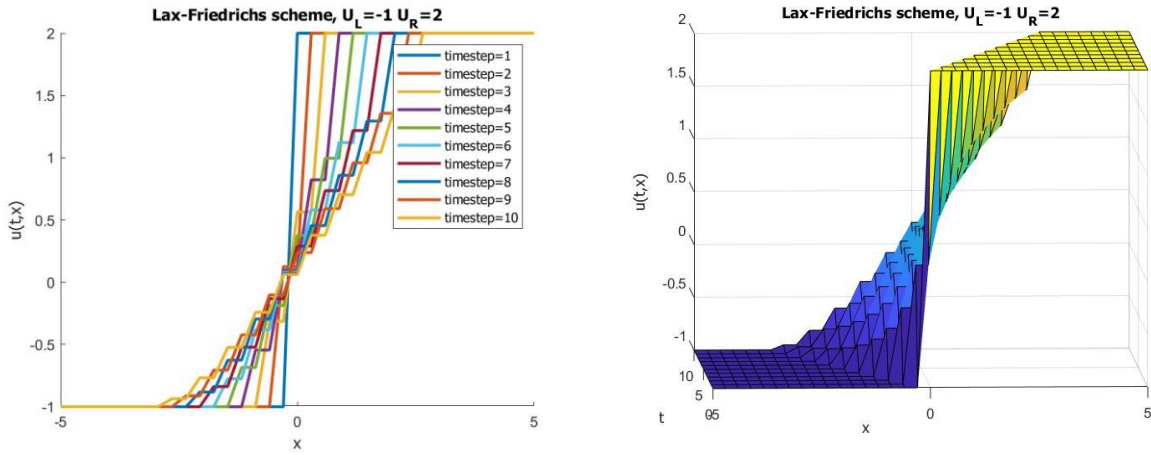 Lax-Friedrichs scheme, U_L=-1 U_R=2
2
1.5
1
0.5
0
-0.5
-1
u(t,x)
timestep=1
timestep=2
timestep=3
timestep=4
timestep=5
timestep=6
timestep=7
timestep=8
timestep=9
timestep=10
-5
0
5
x
Lax-Friedrichs scheme, U_L=-1 U_R=2
2
1.5
1
0.5
0
-0.5
-1
u(t,x)
10
5
0
-5
t
0
5
x